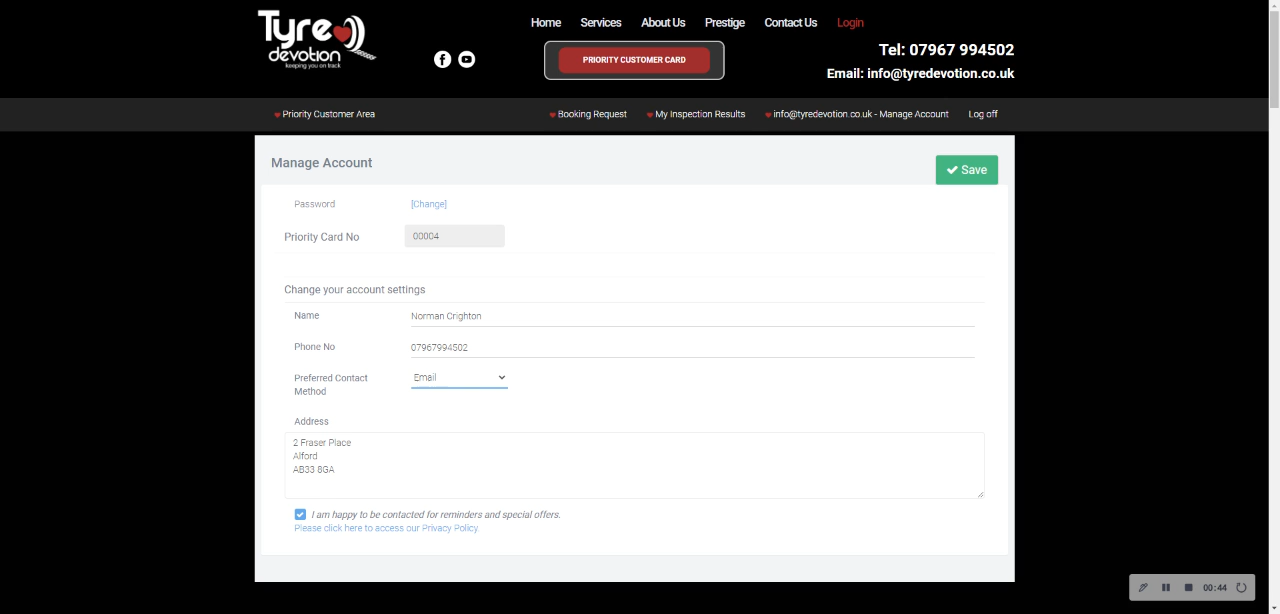 Tyre
devotion
keeping you on track
Home Services About Us Prestige Contact Us Login
PRIORITY CUSTOMER CARD
Tel: 07967 994502
Email: info@tyredevotion.co.uk
Priority Customer Area Booking Request My Inspection Results info@tyredevotion.co.uk - Manage Account Log off
Manage Account
Save
Password [Change]
Priority Card No 00004
Change your account settings
Name Norman Crighton
Phone No 07967994502
Preferred Contact Email
Method
Address
2 Fraser Place
Alford
AB33 8GA
I am happy to be contacted for reminders and special offers.
Please click here to access our Privacy Policy.
00:44